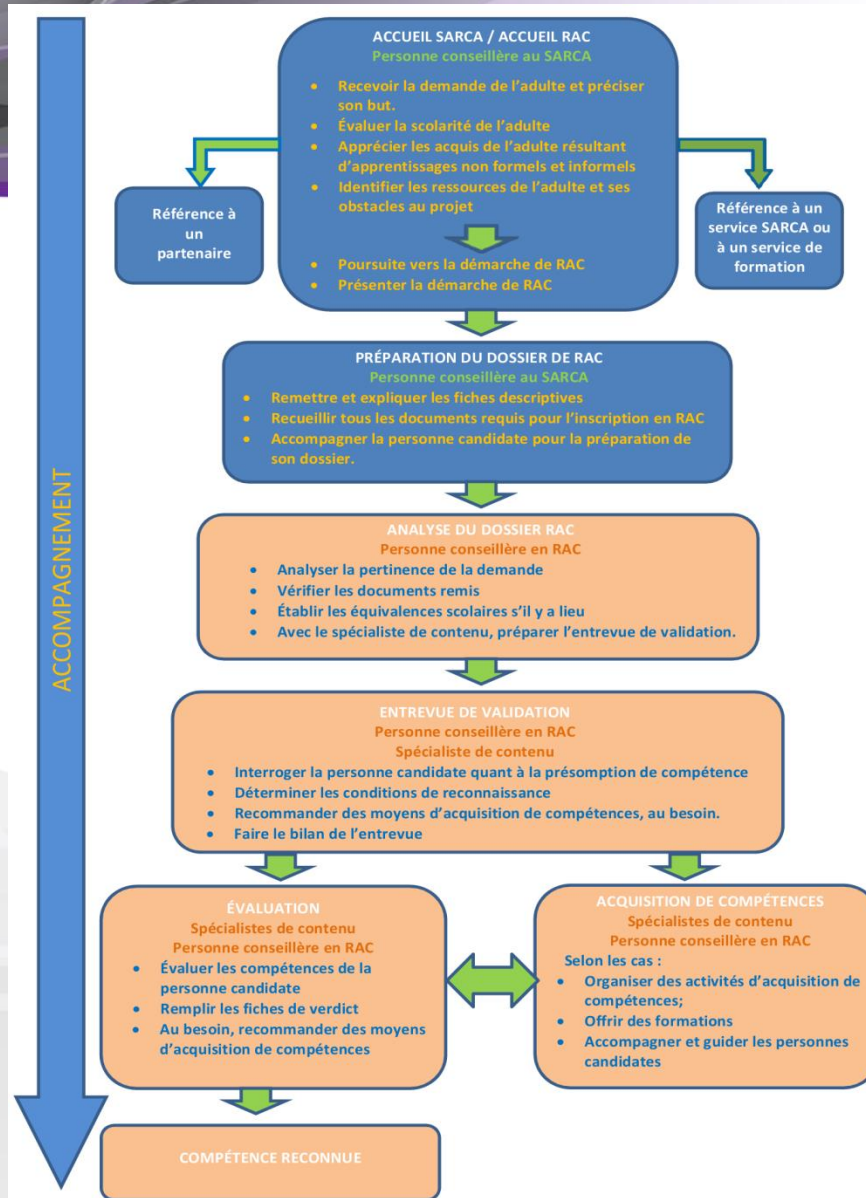 ACCUEIL SARCA / ACCUEIL RAC
Personne conseillère au SARCA
• Recevoir la demande de l'adulte et préciser
son but.
• Évaluer la scolarité de l'adulte
• Apprécier les acquis de l'adulte résultant
d'apprentissages non formels et informels
• Identifier les ressources de l'adulte et ses
obstacles au projet
• Poursuite vers la démarche de RAC
• Présenter la démarche de RAC
Référence à
un
partenaire
Référence à un
service SARCA ou
à un service de
formation
PRÉPARATION DU DOSSIER DE RAC
Personne conseillère au SARCA
• Remettre et expliquer les fiches descriptives
• Recueillir tous les documents requis pour l'inscription en RAC
• Accompagner la personne candidate pour la préparation de
son dossier.
ACCOMPAGNEMENT
ANALYSE DU DOSSIER RAC
Personne conseillère en RAC
• Analyser la pertinence de la demande
• Vérifier les documents remis
• Établir les équivalences scolaires s'il y a lieu
• Avec le spécialiste de contenu, préparer l'entrevue de validation.
ENTREVUE DE VALIDATION
Personne conseillère en RAC
Spécialiste de contenu
• Interroger la personne candidate quant à la présomption de compétence
• Déterminer les conditions de reconnaissance
• Recommander des moyens d'acquisition de compétences, au besoin.
• Faire le bilan de l'entrevue
ÉVALUATION
Spécialistes de contenu
Personne conseillère en RAC
• Évaluer les compétences de la
personne candidate
• Remplir les fiches de verdict
• Au besoin, recommander des moyens
d'acquisition de compétences
ACQUISITION DE COMPÉTENCES
Spécialistes de contenu
Personne conseillère en RAC
Selon les cas :
• Organiser des activités d'acquisition de
compétences;
• Offrir des formations
• Accompagner et guider les personnes
candidates
COMPÉTENCE RECONNUE